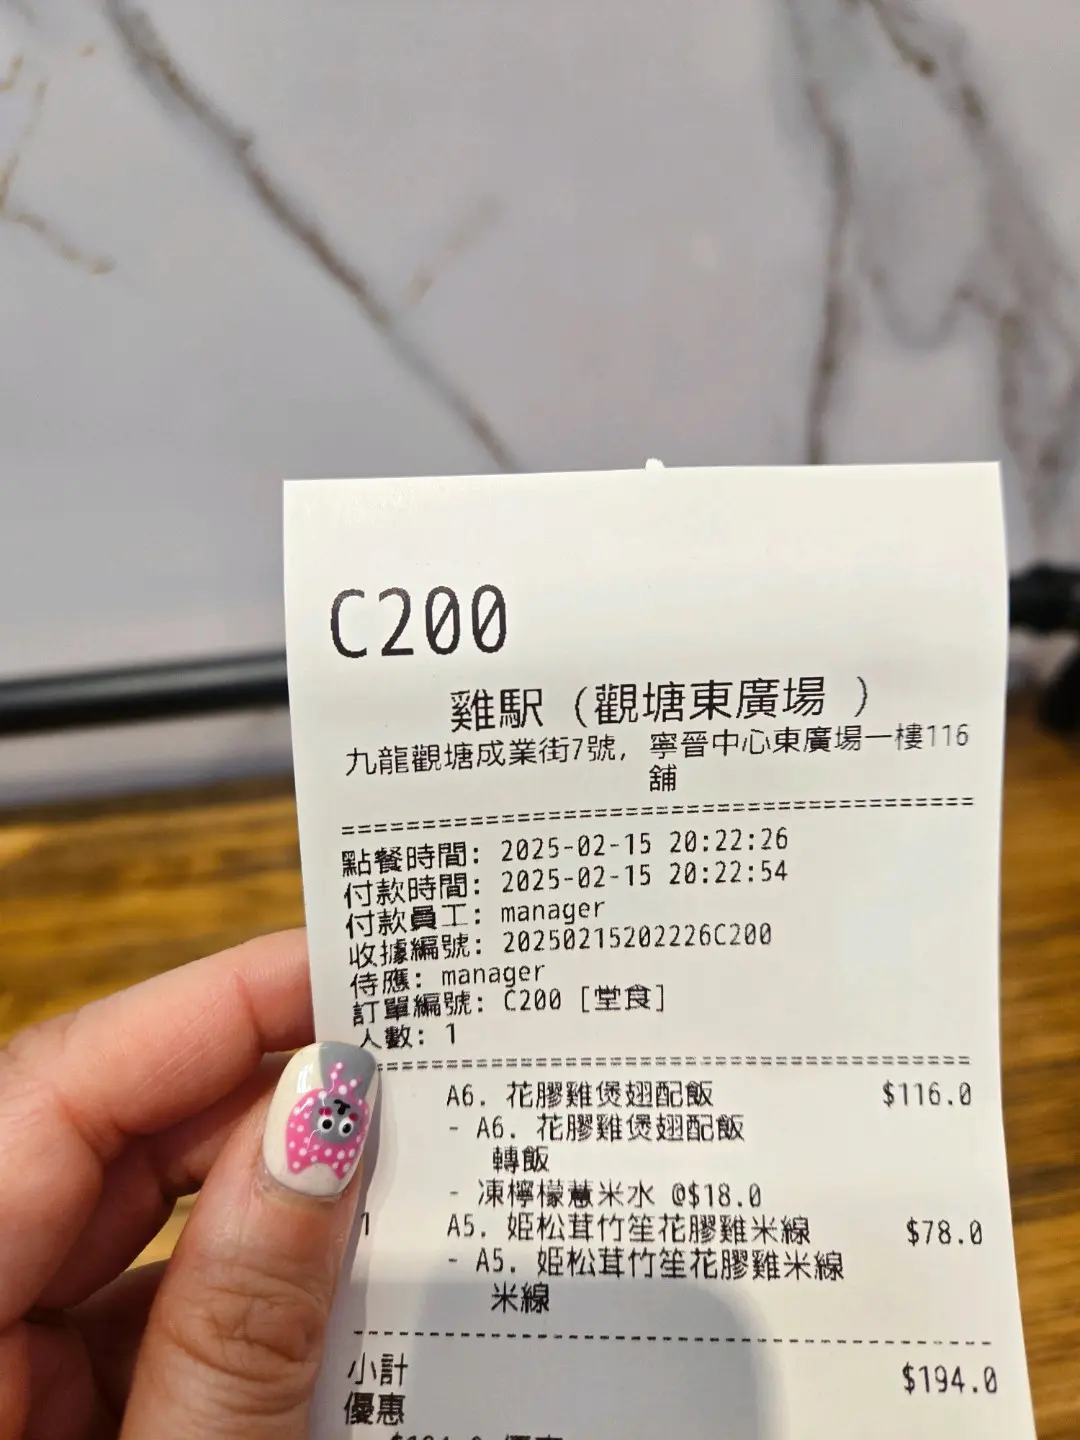 C200
雞駅 (觀塘東廣場 )
九龍觀塘成業街7號, 寧晉中心東廣場一樓116
舖
================================================
點餐時間: 2025-02-15 20:22:26
付款時間: 2025-02-15 20:22:54
付款員工: manager
收據編號: 20250215202226C200
侍應: manager
訂單編號: C200 [堂食]
人數: 1
================================================
A6. 花膠雞煲翅配飯 $116.0
- A6. 花膠雞煲翅配飯
轉飯
- 凍檸檬薏米水 @$18.0
1 A5. 姬松茸竹笙花膠雞米線 $78.0
- A5. 姬松茸竹笙花膠雞米線
米線
------------------------------------------------
小計 $194.0
優惠